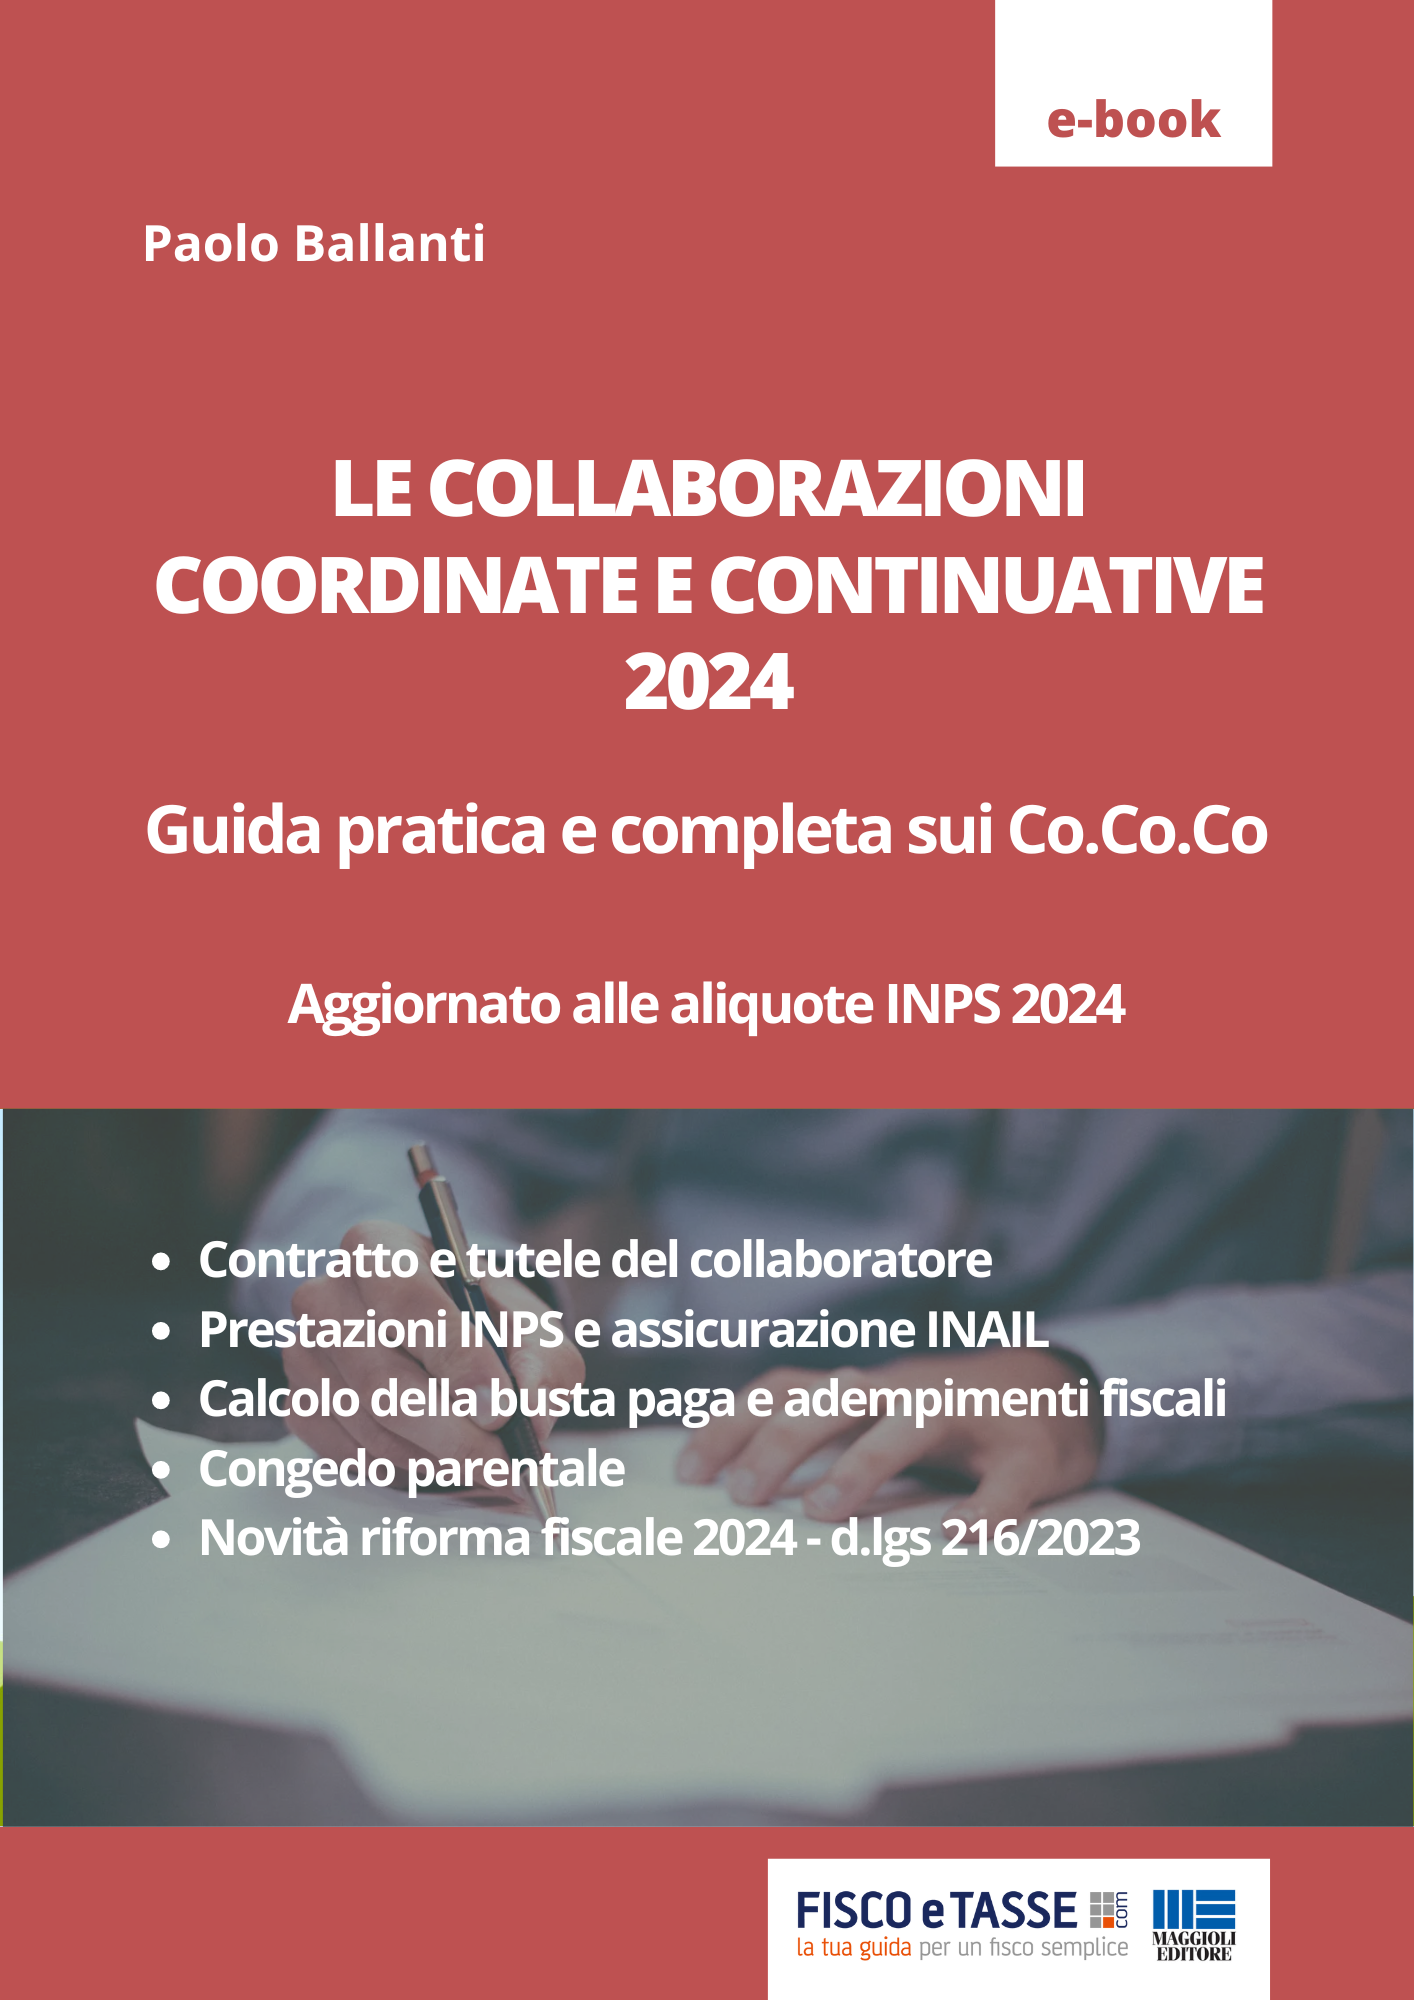 e-book
Paolo Ballanti
LE COLLABORAZIONI
COORDINATE E CONTINUATIVE
2024
Guida pratica e completa sui Co.Co.Co
Aggiornato alle aliquote INPS 2024
• Contratto e tutele del collaboratore
• Prestazioni INPS e assicurazione INAIL
• Calcolo della busta paga e adempimenti fiscali
• Congedo parentale
• Novità riforma fiscale 2024 - d.lgs 216/2023
FISCO e TASSE .com
la tua guida per un fisco semplice
MAGGIOLI
EDITORE